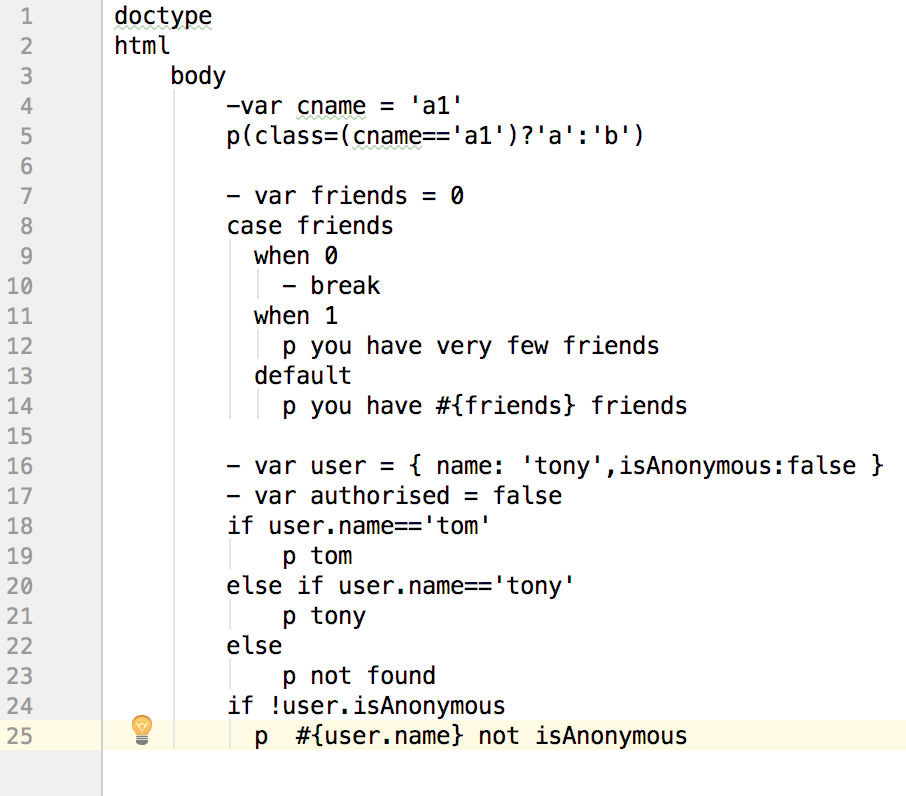 1 doctype
2 html
3     body
4         -var cname = 'a1'
5         p(class=(cname=='a1')?'a':'b')
6
7         - var friends = 0
8         case friends
9           when 0
10             - break
11           when 1
12             p you have very few friends
13           default
14             p you have #{friends} friends
15
16         - var user = { name: 'tony',isAnonymous:false }
17         - var authorised = false
18         if user.name=='tom'
19             p tom
20         else if user.name=='tony'
21             p tony
22         else
23             p not found
24         if !user.isAnonymous
25           p  #{user.name} not isAnonymous